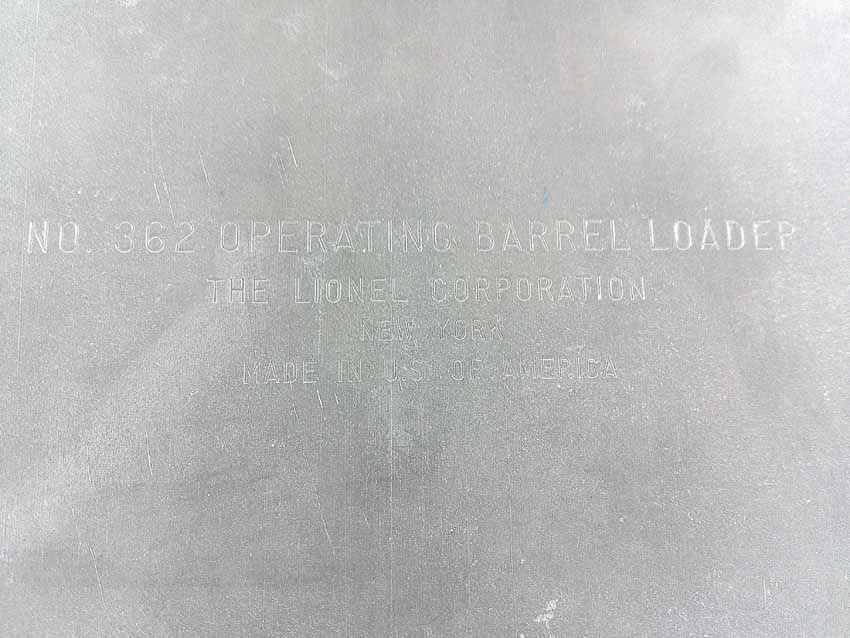 NO. 362 OPERATING BARREL LOADER
THE LIONEL CORPORATION
NEW YORK
MADE IN U.S. OF AMERICA